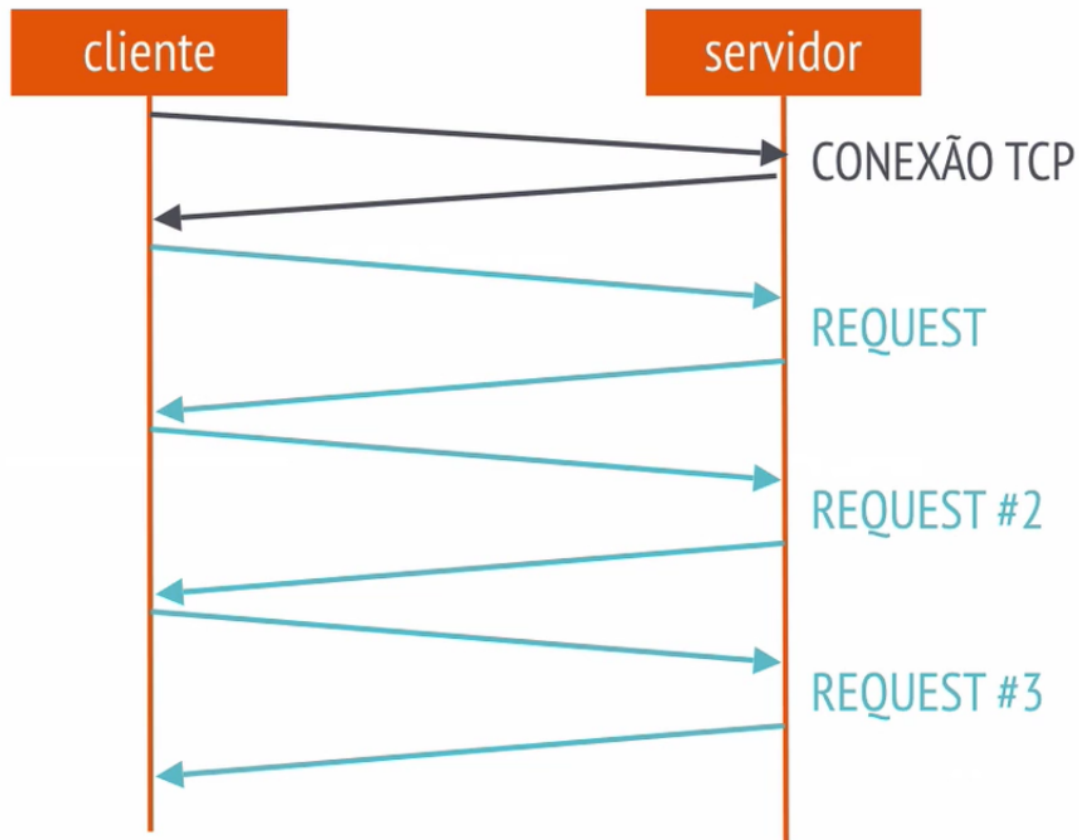 cliente
servidor
CONEXÃO TCP
REQUEST
REQUEST #2
REQUEST #3